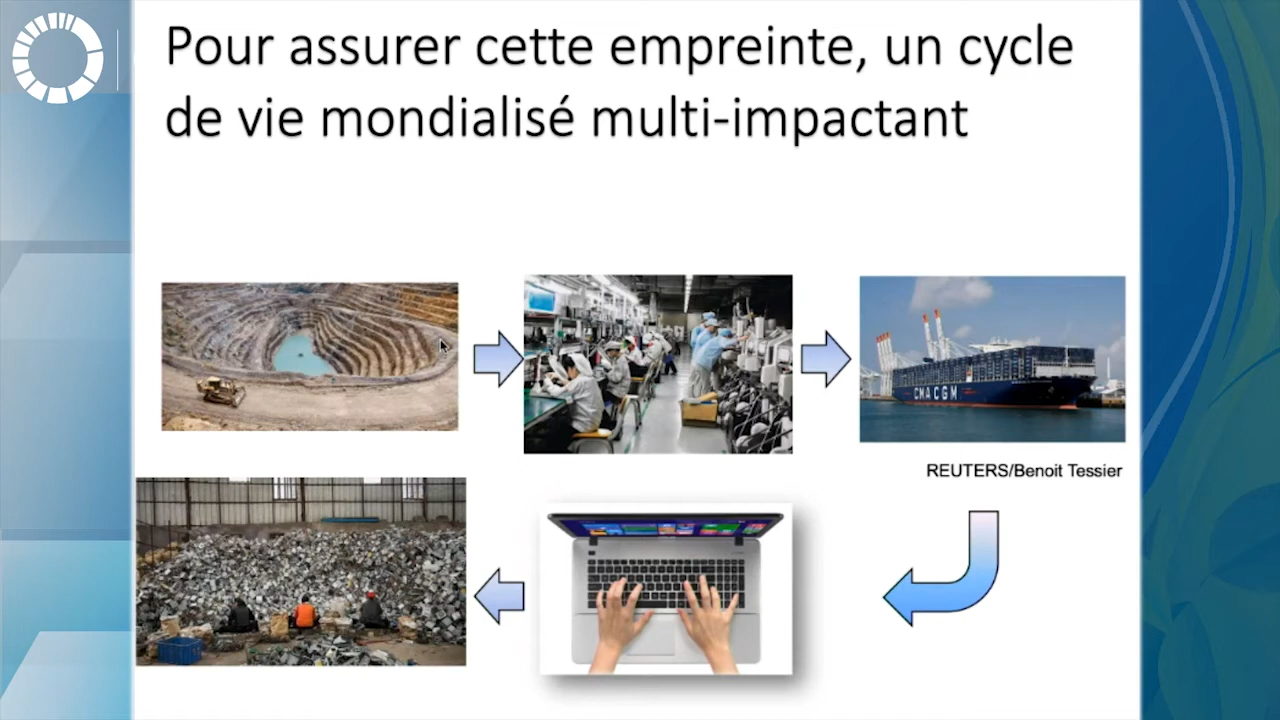 Pour assurer cette empreinte, un cycle
de vie mondialisé multi-impactant
CMA CGM
REUTERS/Benoit Tessier